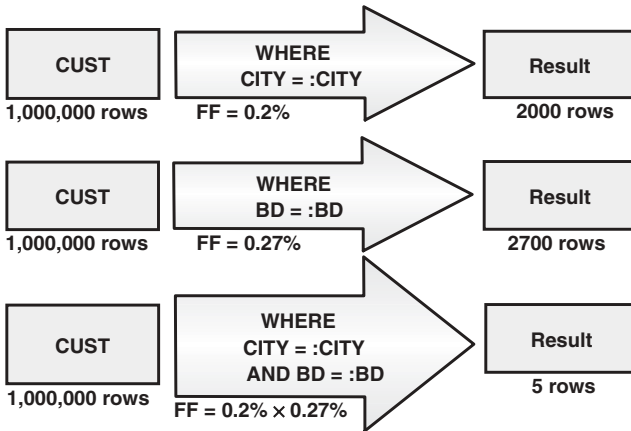 CUST
WHERE
CITY = :CITY
Result
1,000,000 rows
FF = 0.2%
2000 rows
CUST
WHERE
BD = :BD
Result
1,000,000 rows
FF = 0.27%
2700 rows
CUST
WHERE
CITY = :CITY
AND BD = :BD
Result
1,000,000 rows
FF = 0.2% × 0.27%
5 rows